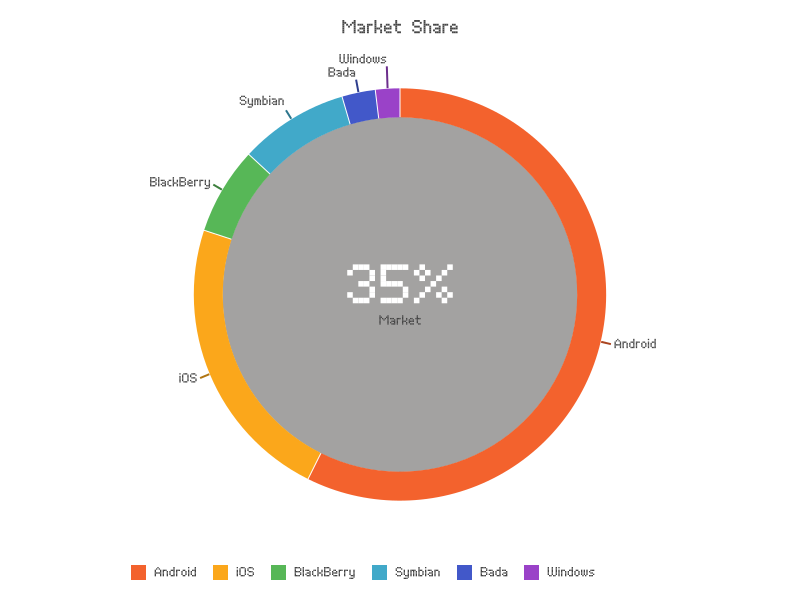 Market Share
Windows
Bada
Symbian
BlackBerry
35%
Market
Android
iOS
Android iOS BlackBerry Symbian Bada Windows